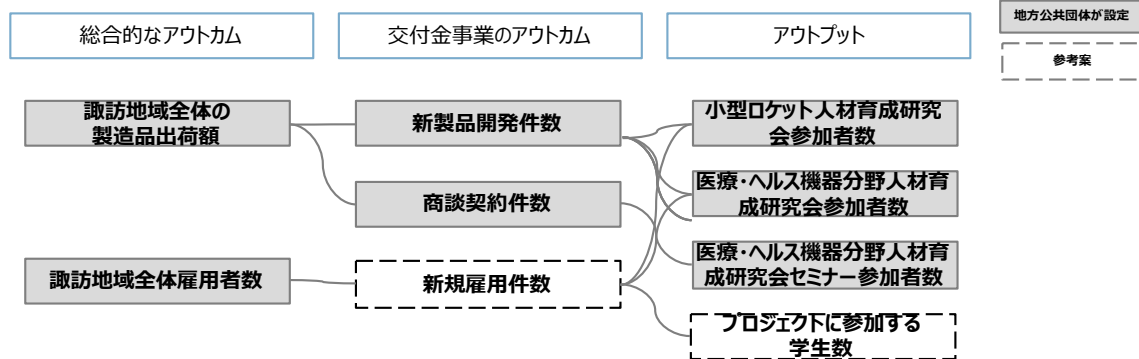 総合的なアウトカム
交付金事業のアウトカム
アウトプット
地方公共団体が設定
参考案
諏訪地域全体の
製造品出荷額
諏訪地域全体雇用者数
新製品開発件数
商談契約件数
新規雇用件数
小型ロケット人材育成研究
会参加者数
医療・ヘルス機器分野人材育
成研究会参加者数
医療・ヘルス機器分野人材育
成研究会セミナー参加者数
プロジェクトに参加する
学生数